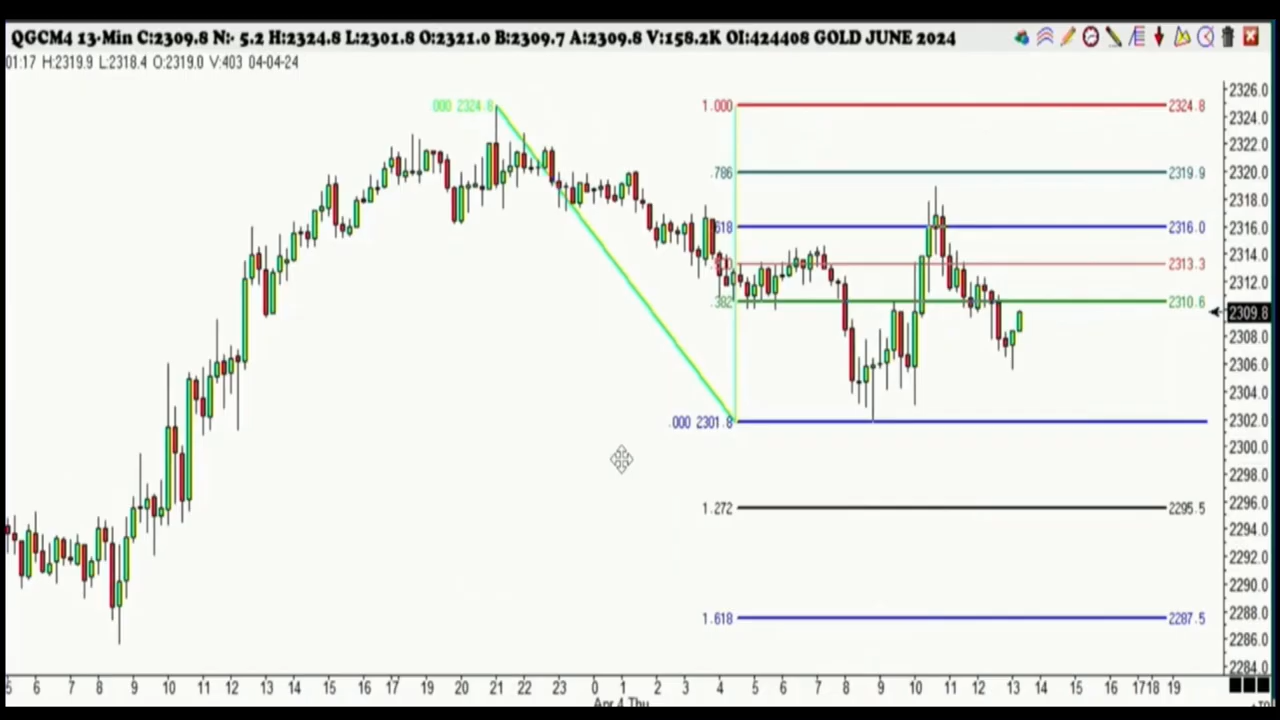 QGCM4 13-Min C:2309.8 N:- 5.2 H:2324.8 L:2301.8 O:2321.0 B:2309.7 A:2309.8 V:158.2K OI:424408 GOLD JUNE 2024
01:17 H:2319.9 L:2318.4 O:2319.0 V:403 04-04-24
2326.0
.000 2324.8 1.000 2324.8
2324.0
2322.0
.786 2319.9 2320.0
2318.0
.618 2316.0 2316.0
2314.0
2313.3
2312.0
.382 2310.6
2309.8
2308.0
2306.0
2304.0
.000 2301.8 2302.0
2300.0
2298.0
1.272 2295.5 2296.0
2294.0
2292.0
2290.0
2288.0
1.618 2287.5
2286.0
2284.0
6 7 8 9 10 11 12 13 14 15 16 17 19 20 21 22 23 0 1 2 3 4 5 6 7 8 9 10 11 12 13 14 15 16 1718 19
Apr 4 Thu